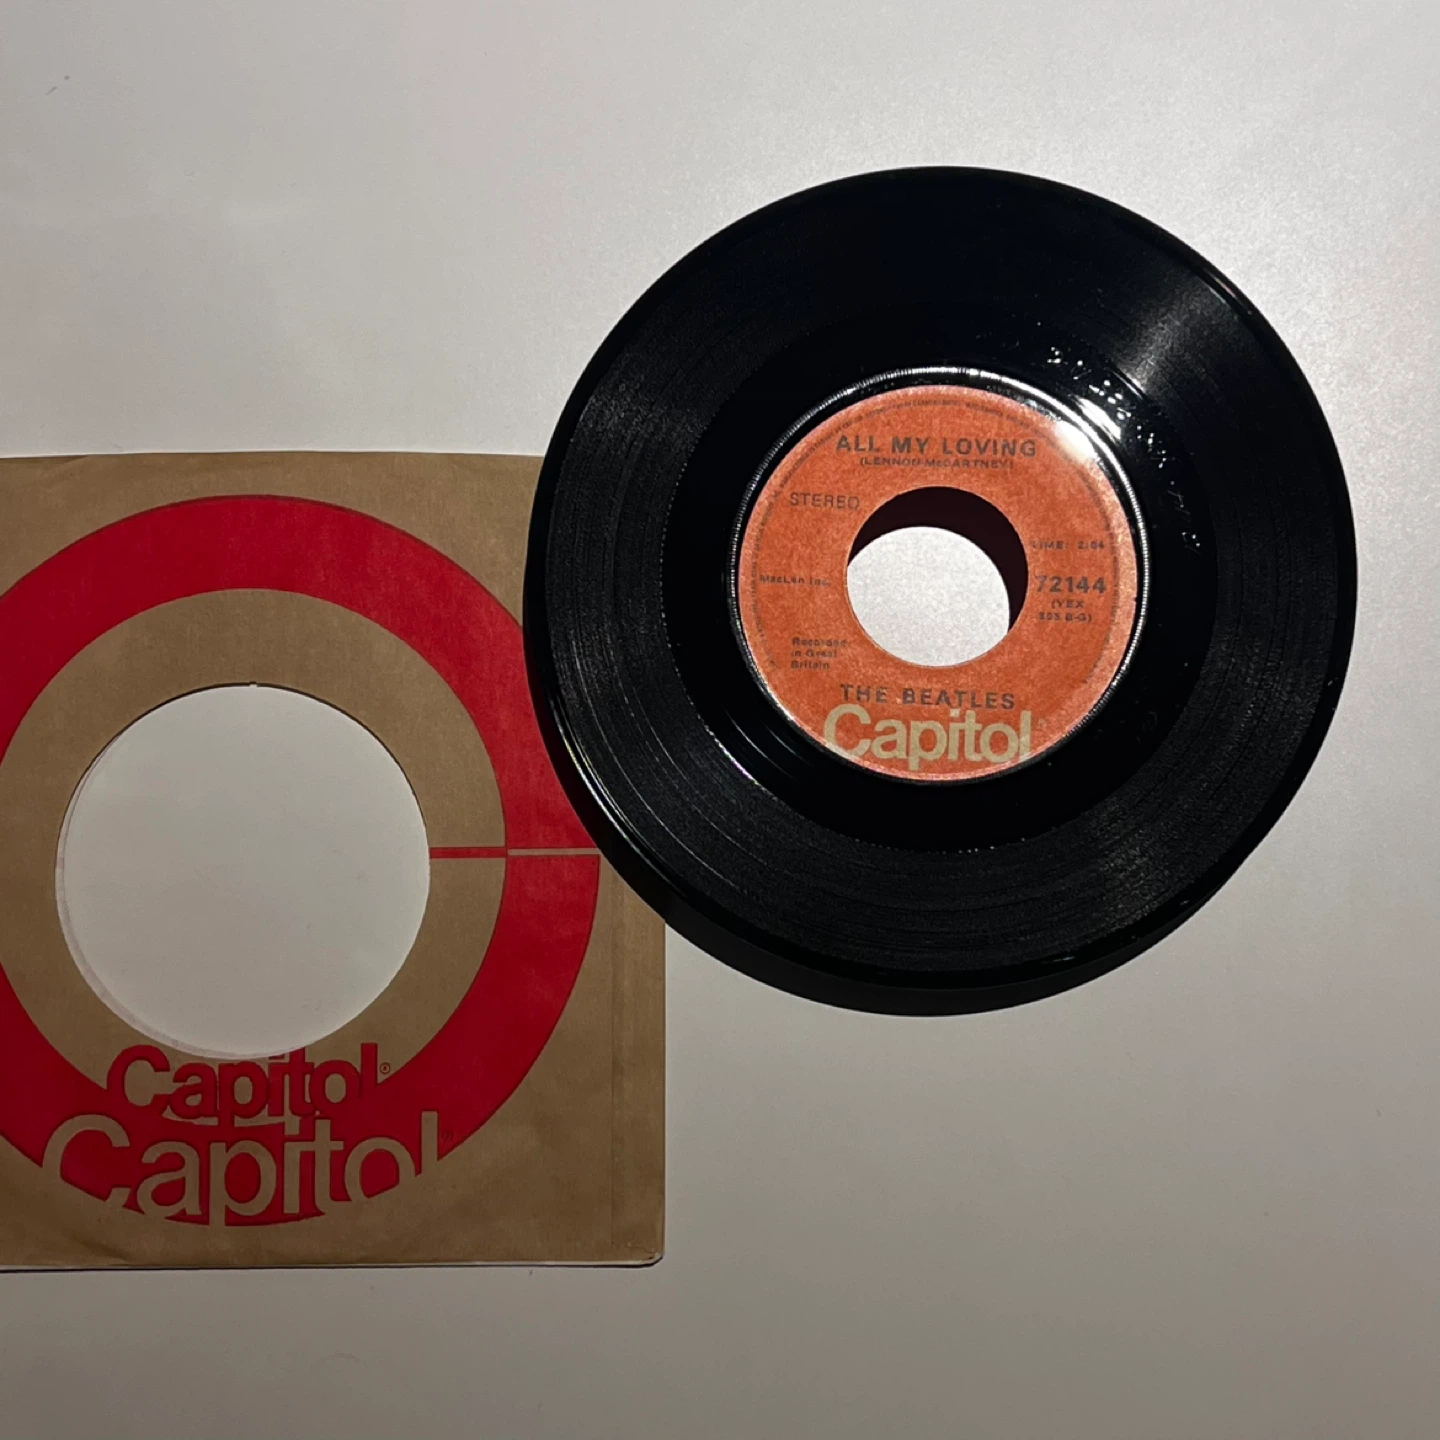 ALL MY LOVING
(LENNON-McCARTNEY)
STEREO
TIME: 2:04
MacLen Inc.
72144
(YEX
Recorded
in Great
Britain
THE BEATLES
Capitol
Capitol®
Capitol®